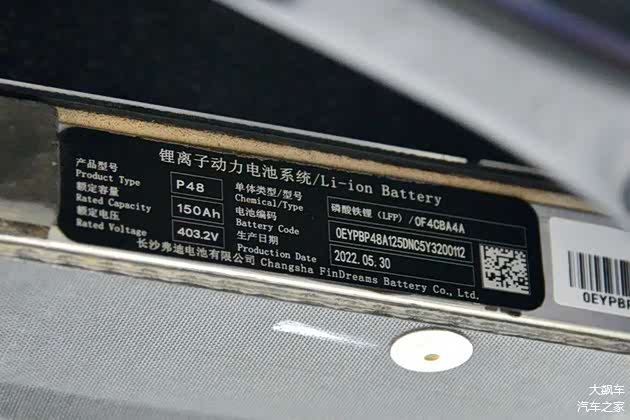 锂离子动力电池系统/Li-ion Battery
产品型号
Product Type
P48
单体类型/型号
Chemical/Type
磷酸铁锂 (LFP) / 0F4CBA4A
额定容量
Rated Capacity
150Ah
电池编码
Battery Code
0EYPBP48A125DNC5Y3200112
额定电压
Rated Voltage
403.2V
生产日期
Production Date
2022.05.30
长沙弗迪电池有限公司 Changsha FinDreams Battery Co., Ltd.
0EYPBP
大飙车
汽车之家